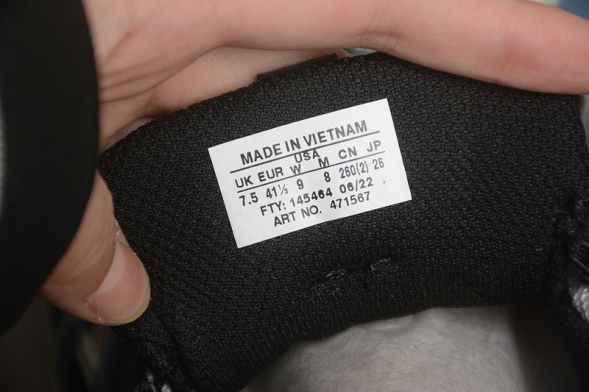 MADE IN VIETNAM
USA
UK EUR W M CN JP
7.5 41⅓ 9 8 260(2) 26
FTY: 145464 06/22
ART NO. 471567